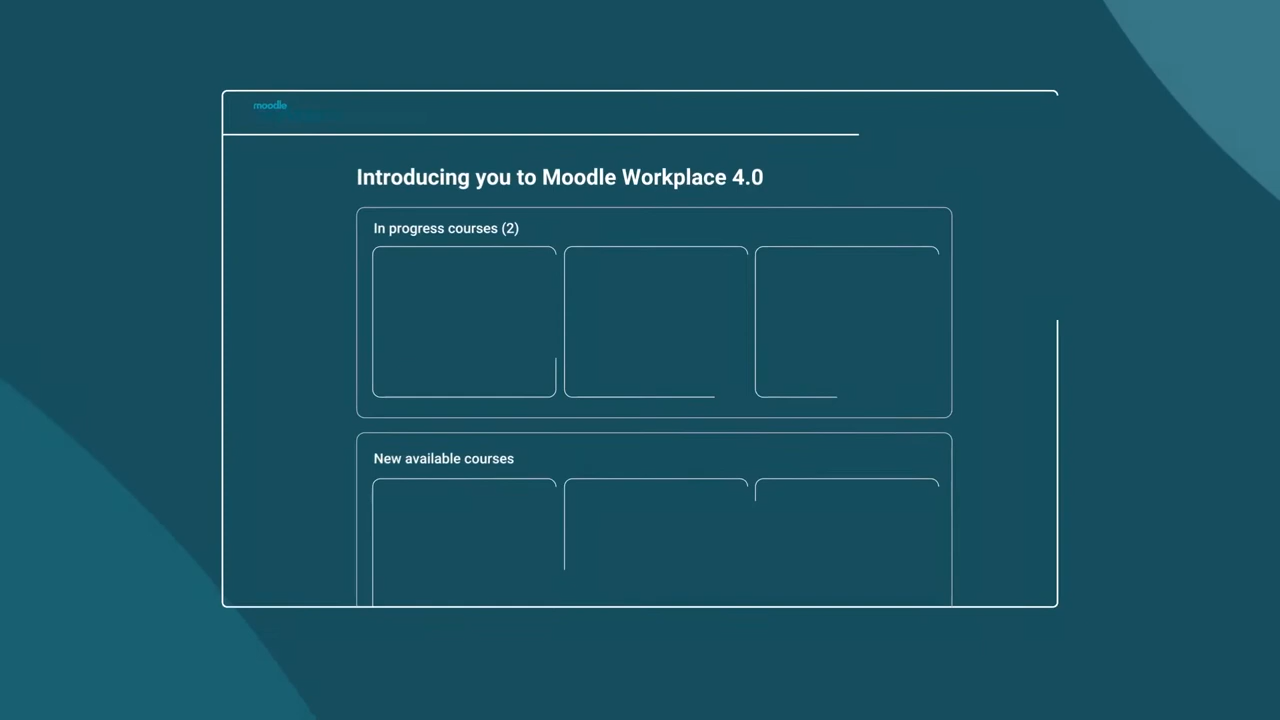 moodle
Introducing you to Moodle Workplace 4.0
In progress courses (2)
New available courses